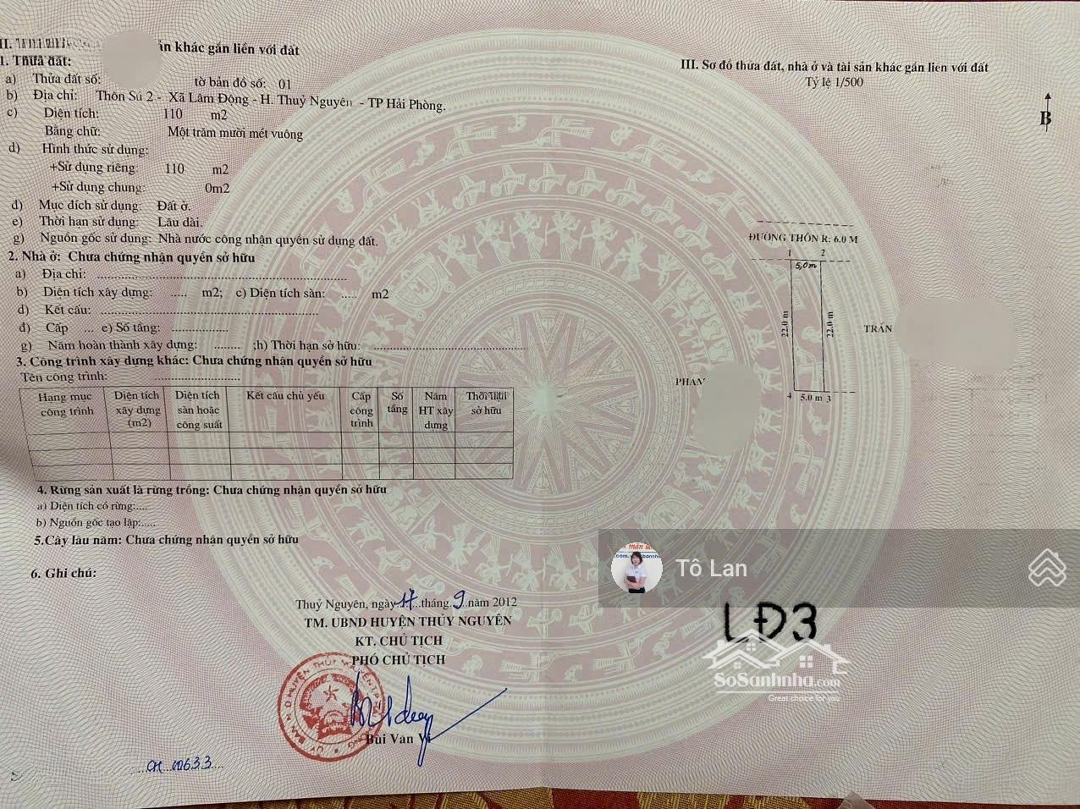 II. ản khác gắn liền với đất
1. Thửa đất:
a) Thửa đất số: tờ bản đồ số: 01
b) Địa chỉ: Thôn Sú 2 - Xã Lâm Động - H. Thuỷ Nguyên - TP Hải Phòng.
c) Diện tích: 110 m2
Bằng chữ: Một trăm mười mét vuông
d) Hình thức sử dụng:
+Sử dụng riêng: 110 m2
+Sử dụng chung: 0m2
đ) Mục đích sử dụng: Đất ở.
e) Thời hạn sử dụng: Lâu dài.
g) Nguồn gốc sử dụng: Nhà nước công nhận quyền sử dụng đất.
2. Nhà ở: Chưa chứng nhận quyền sở hữu
a) Địa chỉ: ..........
b) Diện tích xây dựng: ..... m2; c) Diện tích sàn: ..... m2
d) Kết cấu: ..........
đ) Cấp ... e) Số tầng: ..........
g) Năm hoàn thành xây dựng: ........ ;h) Thời hạn sở hữu: ..........
3. Công trình xây dựng khác: Chưa chứng nhận quyền sở hữu
Tên công trình: ..........
Hạng mục công trình Diện tích xây dựng (m2) Diện tích sàn hoặc công suất Kết cấu chủ yếu Cấp công trình Số tầng Năm HT xây dựng Thời hạn sở hữu
4. Rừng sản xuất là rừng trồng: Chưa chứng nhận quyền sở hữu
a) Diện tích có rừng:....
b) Nguồn gốc tạo lập:.....
5.Cây lâu năm: Chưa chứng nhận quyền sở hữu
6. Ghi chú:
Thuỷ Nguyên, ngày 17 tháng 9 năm 2012
TM. UBND HUYỆN THỦY NGUYÊN
KT. CHỦ TỊCH
PHÓ CHỦ TỊCH
Bùi Văn
CH 00633
III. Sơ đồ thửa đất, nhà ở và tài sản khác gắn liền với đất
Tỷ lệ 1/500
B
ĐƯỜNG THÔN R: 6.0 M
1 2
5,0m
22.0 m 22.0 m
TRẦN
PHẠM
4 5.0 m 3
Tô Lan
LĐ3
SoSanhnha.com
Great choice for you